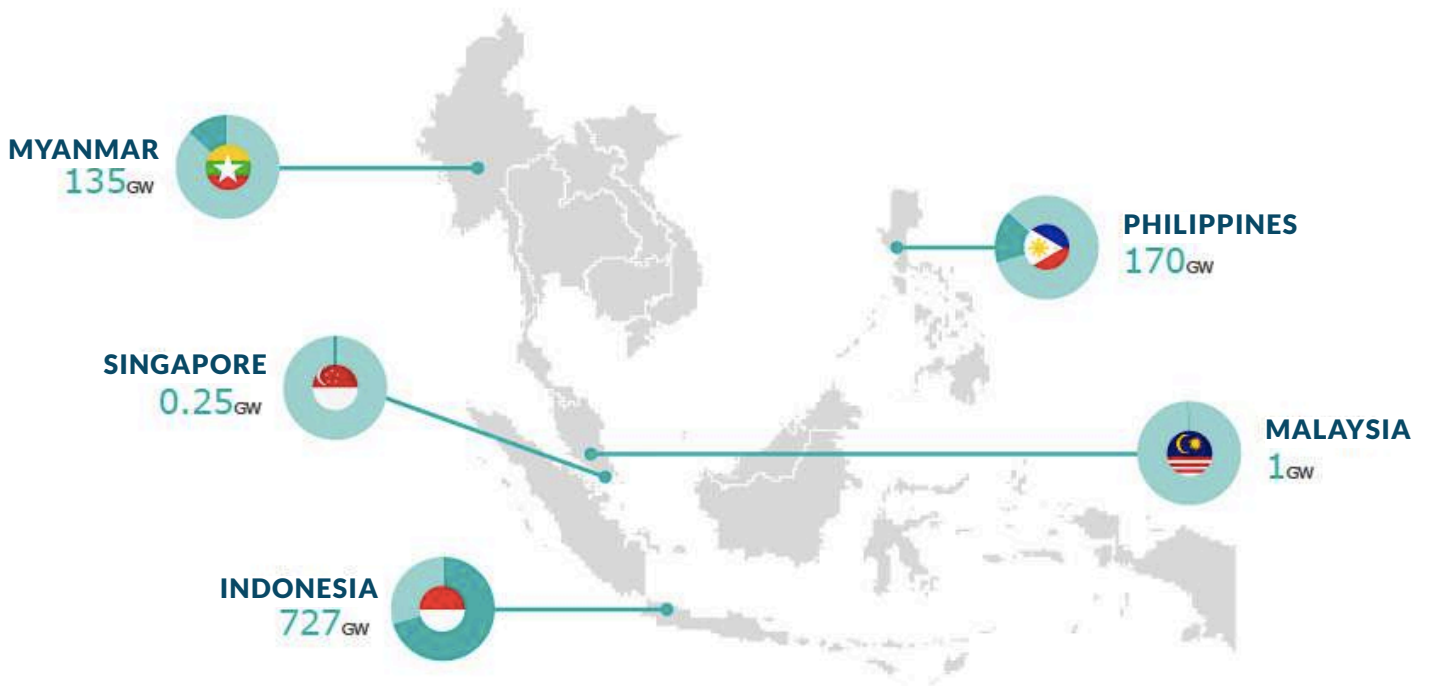 MYANMAR
135GW
PHILIPPINES
170GW
SINGAPORE
0.25GW
MALAYSIA
1GW
INDONESIA
727GW